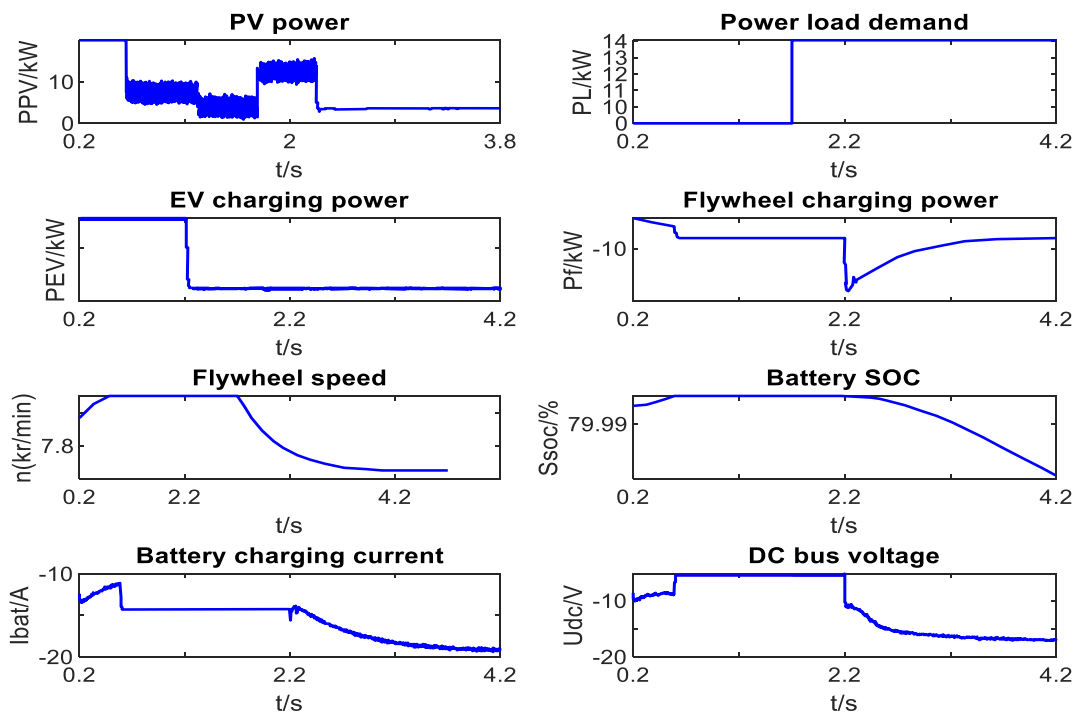 PV power
PPV/kW
10
0
0.2
2
3.8
t/s
Power load demand
PL/kW
14
13
12
11
10
10
0
0.2
2.2
4.2
t/s
EV charging power
PEV/kW
0.2
2.2
4.2
t/s
Flywheel charging power
Pf/kW
-10
0.2
2.2
4.2
t/s
Flywheel speed
n(kr/min)
7.8
0.2
2.2
4.2
t/s
Battery SOC
Ssoc/%
79.99
0.2
2.2
4.2
t/s
Battery charging current
Ibat/A
-10
-20
0.2
2.2
4.2
t/s
DC bus voltage
Udc/V
-10
-20
0.2
2.2
4.2
t/s